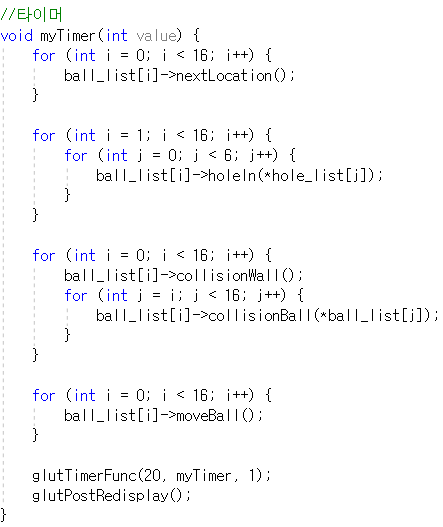 //타이머
void myTimer(int value) {
    for (int i = 0; i < 16; i++) {
        ball_list[i]->nextLocation();
    }

    for (int i = 1; i < 16; i++) {
        for (int j = 0; j < 6; j++) {
            ball_list[i]->holeIn(*hole_list[j]);
        }
    }

    for (int i = 0; i < 16; i++) {
        ball_list[i]->collisionWall();
        for (int j = i; j < 16; j++) {
            ball_list[i]->collisionBall(*ball_list[j]);
        }
    }

    for (int i = 0; i < 16; i++) {
        ball_list[i]->moveBall();
    }

    glutTimerFunc(20, myTimer, 1);
    glutPostRedisplay();
}